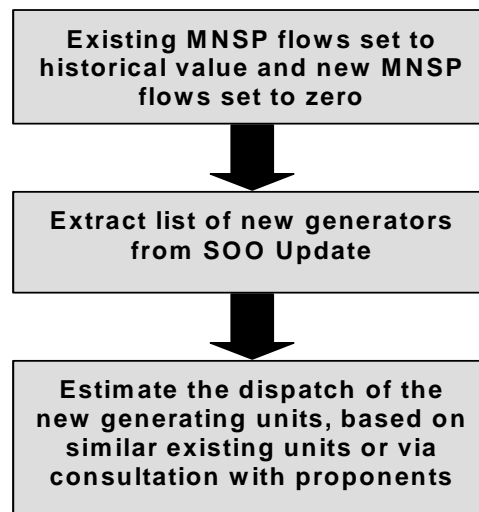 Existing MNSP flows set to
historical value and new MNSP
flows set to zero
Extract list of new generators
from SOO Update
Estimate the dispatch of the
new generating units, based on
similar existing units or via
consultation with proponents